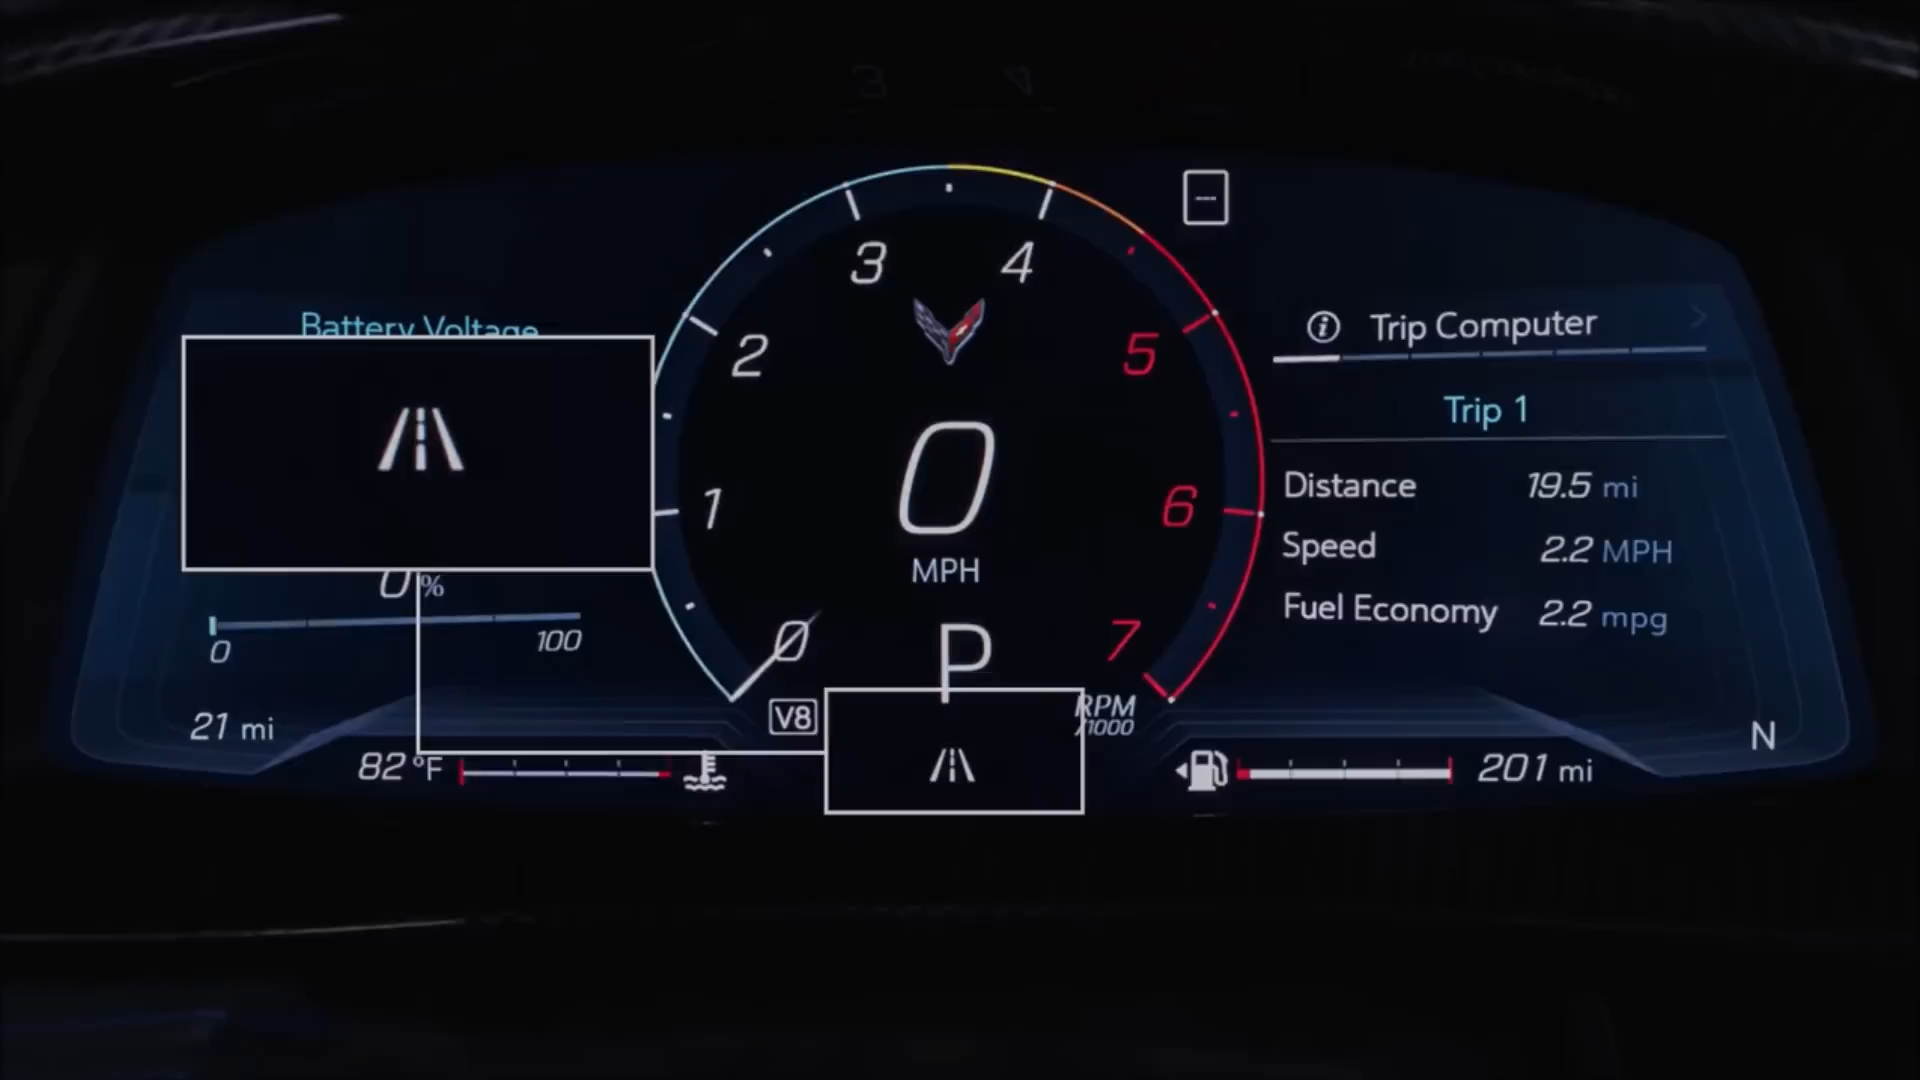 3
4
Battery Voltage
2
5
Trip Computer
Trip 1
0
MPH
1
6
Distance 19.5 mi
Speed 2.2 MPH
Fuel Economy 2.2 mpg
0 %
0 100
0
P
7
V8
RPM
/1000
21 mi
N
82 °F
201 mi